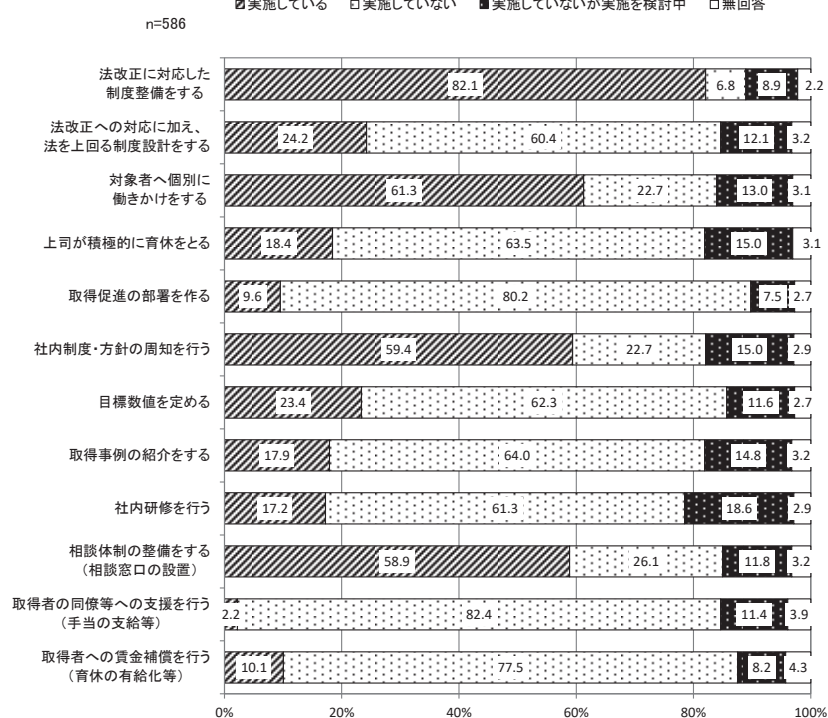 実施している 実施していない 実施していないが実施を検討中 無回答
n=586
法改正に対応した
制度整備をする
82.1 6.8 8.9 2.2
法改正への対応に加え、
法を上回る制度設計をする
24.2 60.4 12.1 3.2
対象者へ個別に
働きかけをする
61.3 22.7 13.0 3.1
上司が積極的に育休をとる
18.4 63.5 15.0 3.1
取得促進の部署を作る
9.6 80.2 7.5 2.7
社内制度・方針の周知を行う
59.4 22.7 15.0 2.9
目標数値を定める
23.4 62.3 11.6 2.7
取得事例の紹介をする
17.9 64.0 14.8 3.2
社内研修を行う
17.2 61.3 18.6 2.9
相談体制の整備をする
（相談窓口の設置）
58.9 26.1 11.8 3.2
取得者の同僚等への支援を行う
（手当の支給等）
2.2 82.4 11.4 3.9
取得者への賃金補償を行う
（育休の有給化等）
10.1 77.5 8.2 4.3
0% 20% 40% 60% 80% 100%